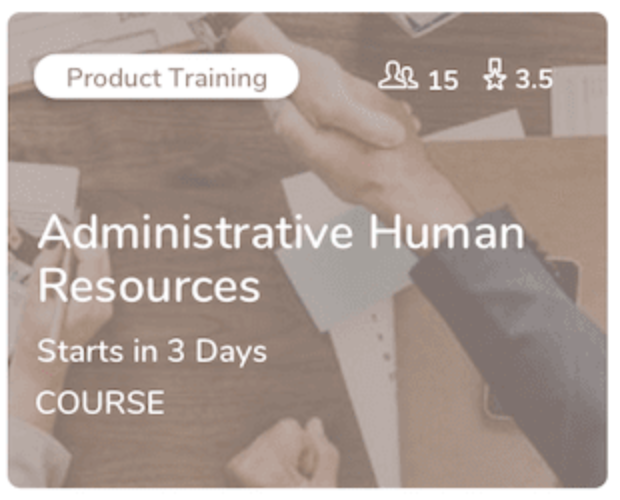 Product Training
15
3.5
Administrative Human
Resources
Starts in 3 Days
COURSE